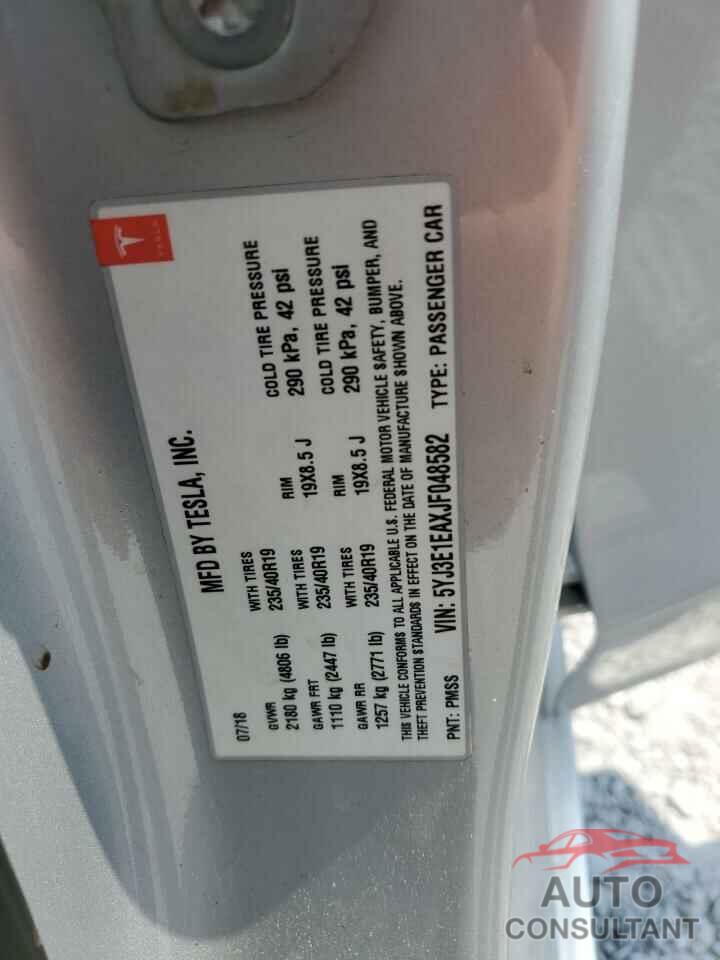 TESLA
MFD BY TESLA, INC.
07/18
GVWR WITH TIRES RIM COLD TIRE PRESSURE
2180 kg (4806 lb) 235/40R19 19X8.5 J 290 kPa, 42 psi
GAWR FRT WITH TIRES RIM COLD TIRE PRESSURE
1110 kg (2447 lb) 235/40R19 19X8.5 J 290 kPa, 42 psi
GAWR RR WITH TIRES
1257 kg (2771 lb) 235/40R19
THIS VEHICLE CONFORMS TO ALL APPLICABLE U.S. FEDERAL MOTOR VEHICLE SAFETY, BUMPER, AND
THEFT PREVENTION STANDARDS IN EFFECT ON THE DATE OF MANUFACTURE SHOWN ABOVE.
PNT: PMSS VIN: 5YJ3E1EAXJF048582 TYPE: PASSENGER CAR
AUTO
CONSULTANT